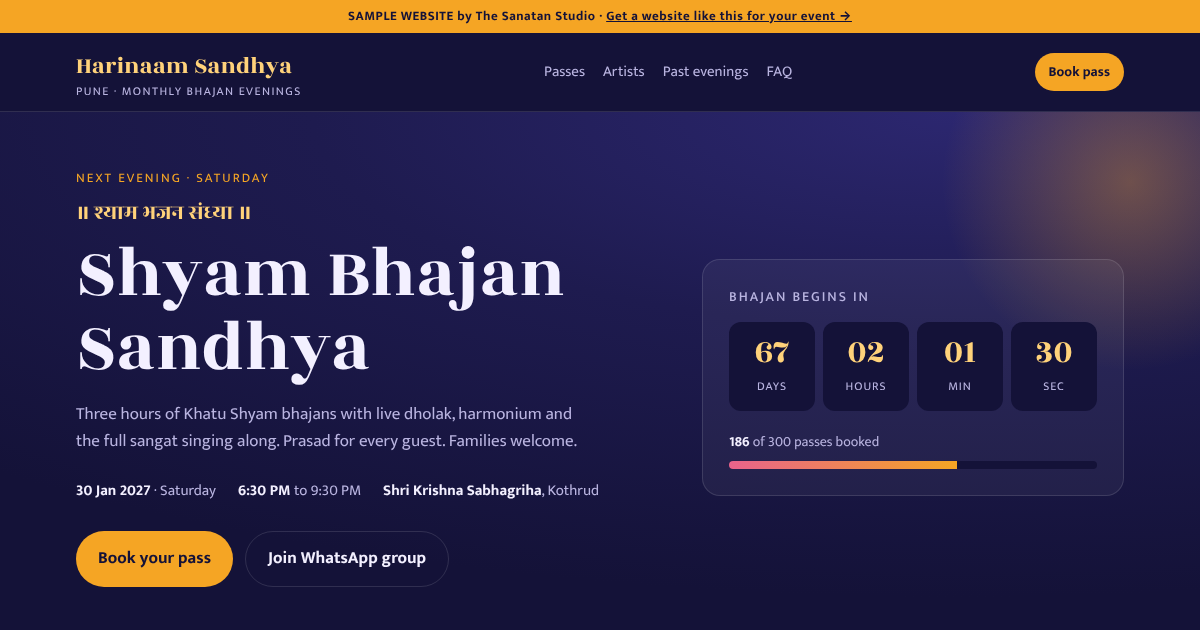 SAMPLE WEBSITE by The Sanatan Studio · Get a website like this for your event →
Harinaam Sandhya
PUNE · MONTHLY BHAJAN EVENINGS
Passes Artists Past evenings FAQ
Book pass
NEXT EVENING · SATURDAY
॥ श्याम भजन संध्या ॥
Shyam Bhajan
Sandhya
Three hours of Khatu Shyam bhajans with live dholak, harmonium and
the full sangat singing along. Prasad for every guest. Families welcome.
30 Jan 2027 · Saturday 6:30 PM to 9:30 PM Shri Krishna Sabhagriha, Kothrud
Book your pass Join WhatsApp group
BHAJAN BEGINS IN
67 02 01 30
DAYS HOURS MIN SEC
186 of 300 passes booked